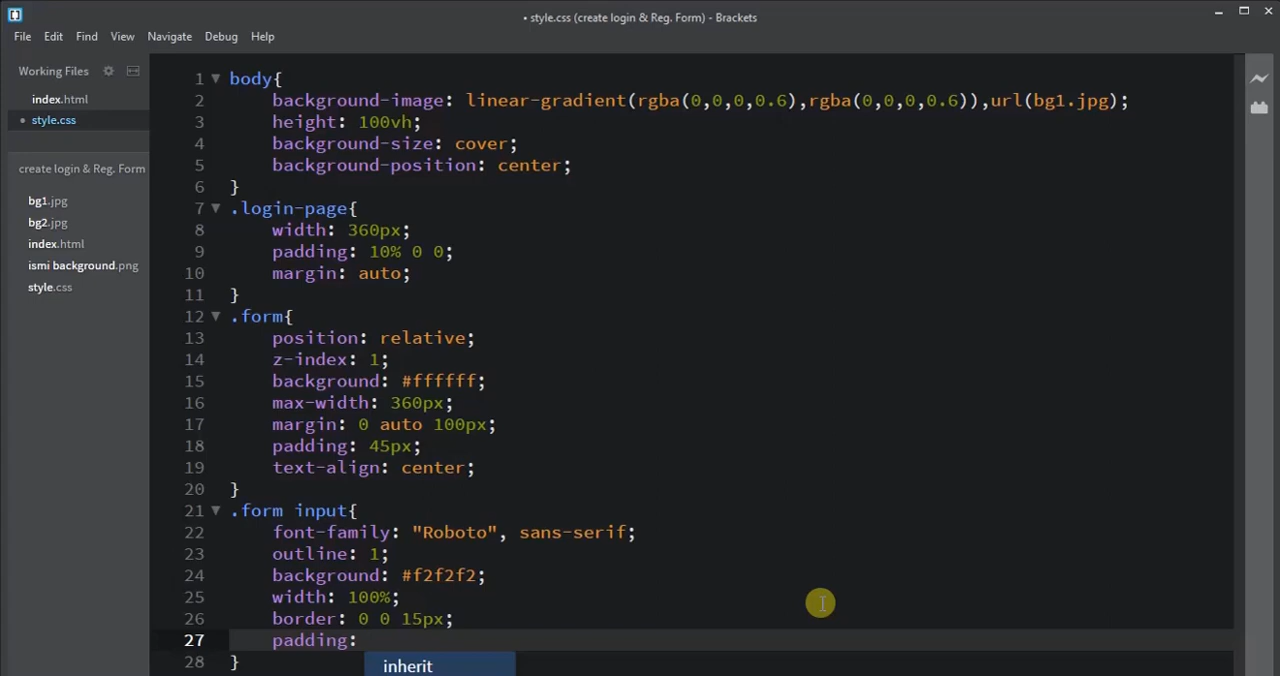 • style.css (create login & Reg. Form) - Brackets
File Edit Find View Navigate Debug Help
Working Files
index.html
• style.css
create login & Reg. Form
bg1.jpg
bg2.jpg
index.html
ismi background.png
style.css
1 body{
2 background-image: linear-gradient(rgba(0,0,0,0.6),rgba(0,0,0,0.6)),url(bg1.jpg);
3 height: 100vh;
4 background-size: cover;
5 background-position: center;
6 }
7 .login-page{
8 width: 360px;
9 padding: 10% 0 0;
10 margin: auto;
11 }
12 .form{
13 position: relative;
14 z-index: 1;
15 background: #ffffff;
16 max-width: 360px;
17 margin: 0 auto 100px;
18 padding: 45px;
19 text-align: center;
20 }
21 .form input{
22 font-family: "Roboto", sans-serif;
23 outline: 1;
24 background: #f2f2f2;
25 width: 100%;
26 border: 0 0 15px;
27 padding:
28 }
inherit